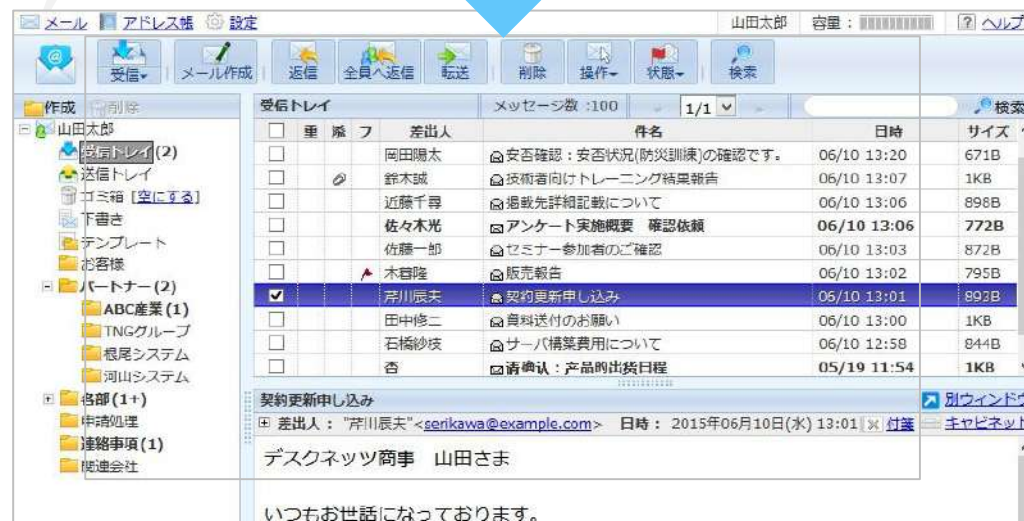 メール アドレス帳 設定 山田太郎 容量： ヘルプ
受信 メール作成 返信 全員へ返信 転送 削除 操作 状態 検索
作成 削除 受信トレイ メッセージ数 :100 1/1 検索
山田太郎 重 添 フ 差出人 件名 日時 サイズ
受信トレイ (2) 岡田陽太 安否確認：安否状況(防災訓練)の確認です。 06/10 13:20 671B
送信トレイ 鈴木誠 技術者向けトレーニング結果報告 06/10 13:07 1KB
ゴミ箱 [空にする] 近藤千尋 掲載先詳細記載について 06/10 13:06 898B
下書き 佐々木光 アンケート実施概要 確認依頼 06/10 13:06 772B
テンプレート 佐藤一郎 セミナー参加者のご確認 06/10 13:03 872B
お客様 木暮隆 販売報告 06/10 13:02 795B
パートナー (2) 芹川辰夫 契約更新申し込み 06/10 13:01 893B
ABC産業 (1) 田中修二 資料送付のお願い 06/10 13:00 1KB
TNGグループ 石橋紗枝 サーバ構築費用について 06/10 12:58 844B
根尾システム 杏 请确认：产品的出货日程 05/19 11:54 1KB
河山システム
各部 (1+) 契約更新申し込み 別ウィンドウ
申請処理 差出人： "芹川辰夫"<serikawa@example.com> 日時： 2015年06月10日(水) 13:01 付箋 キャビネット
連絡事項 (1)
関連会社 デスクネッツ商事 山田さま
いつもお世話になっております。